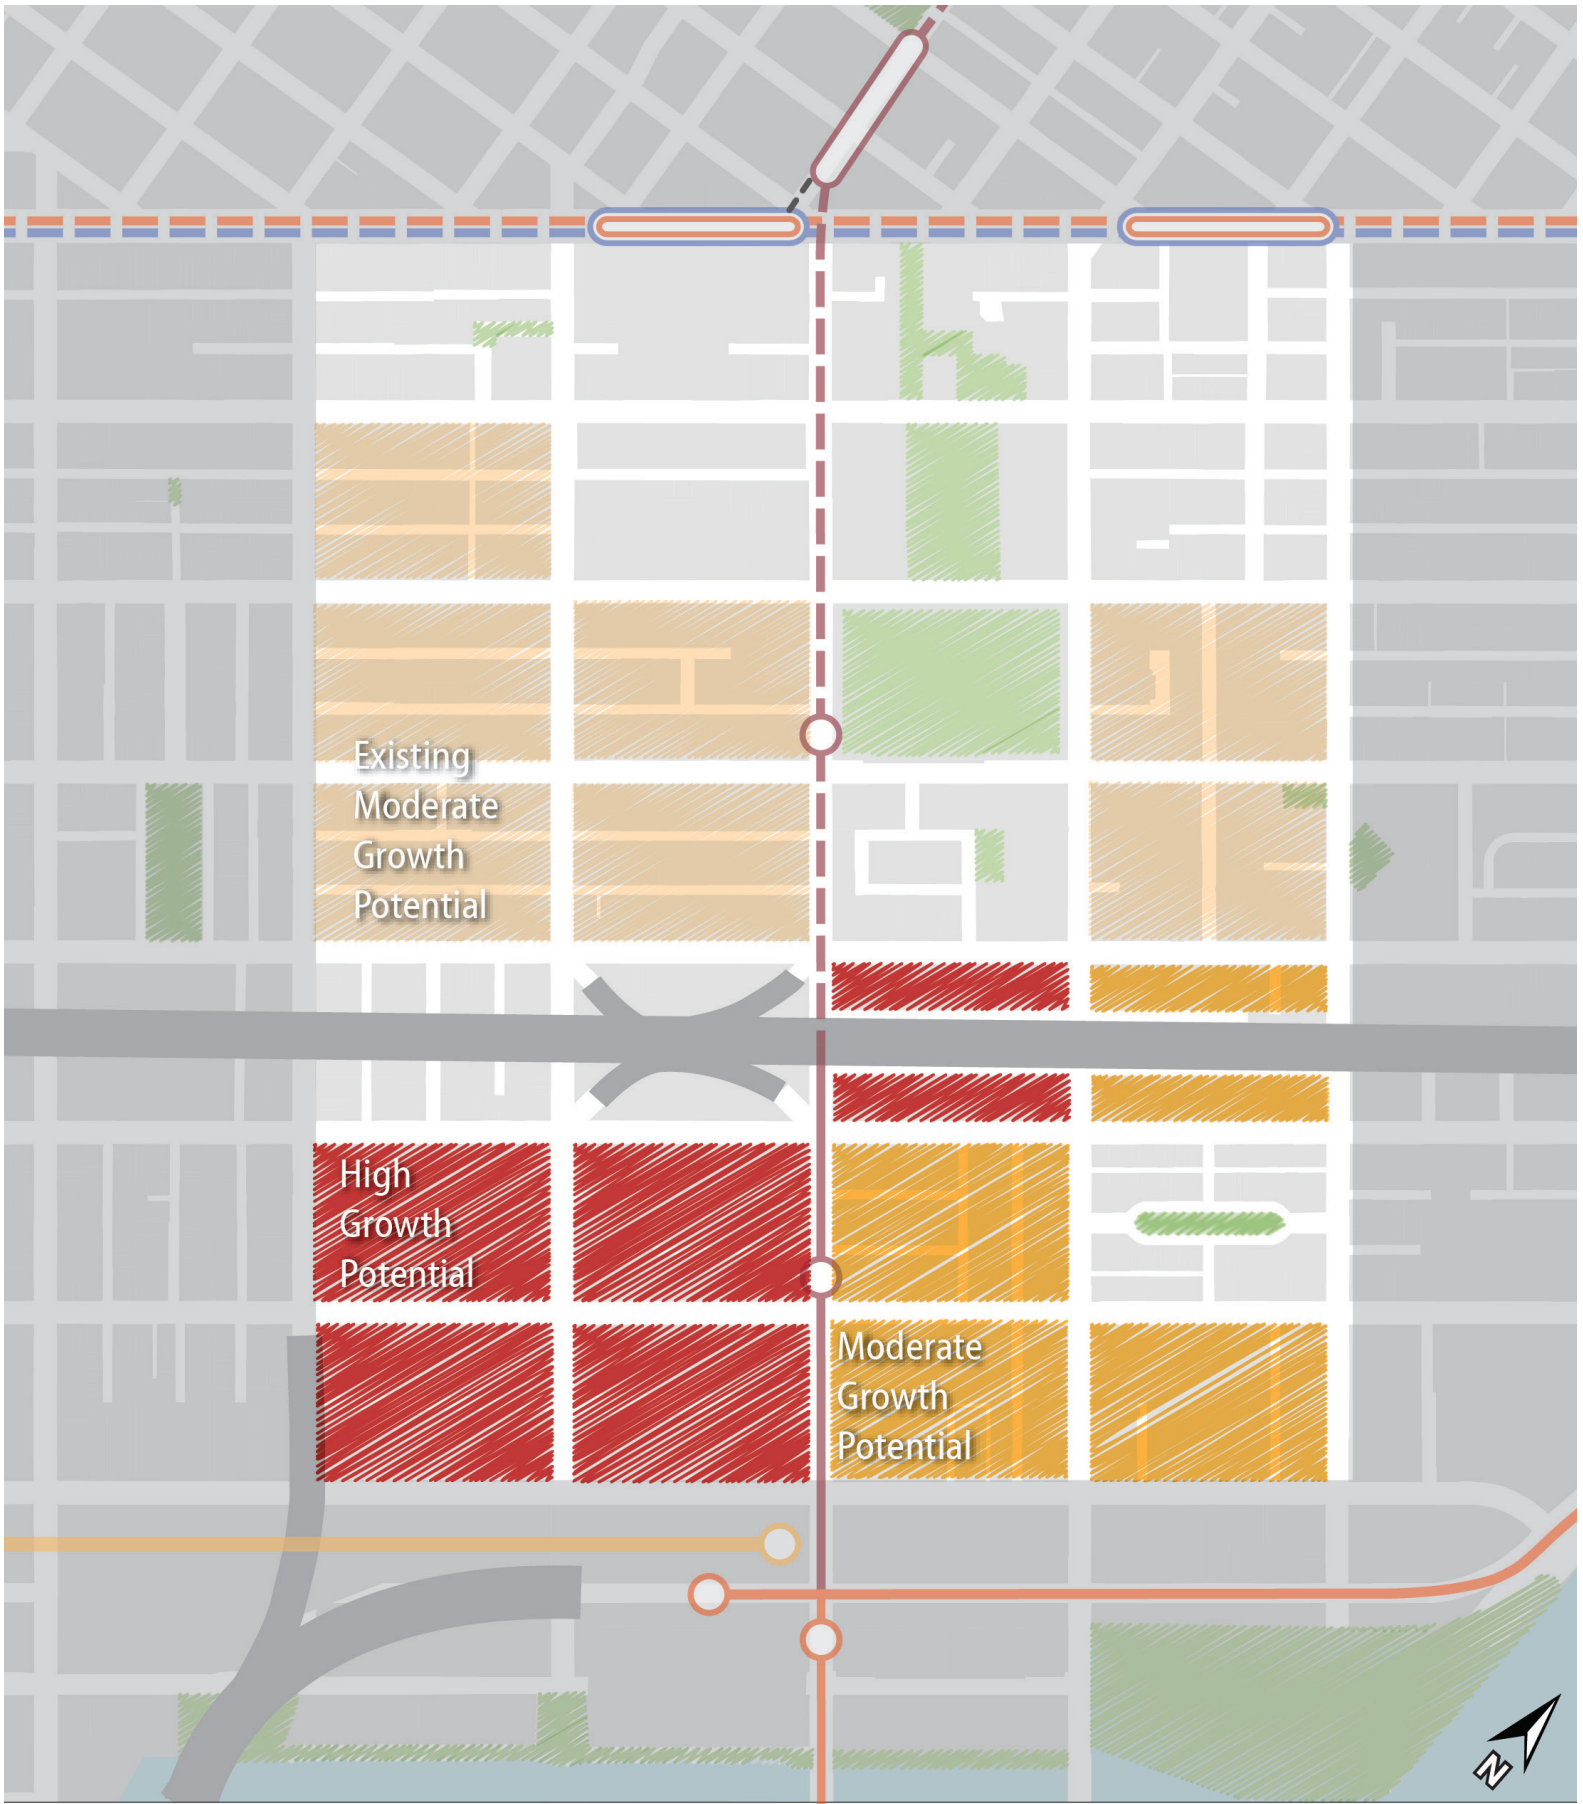 Existing
Moderate
Growth
Potential
High
Growth
Potential
Moderate
Growth
Potential
N